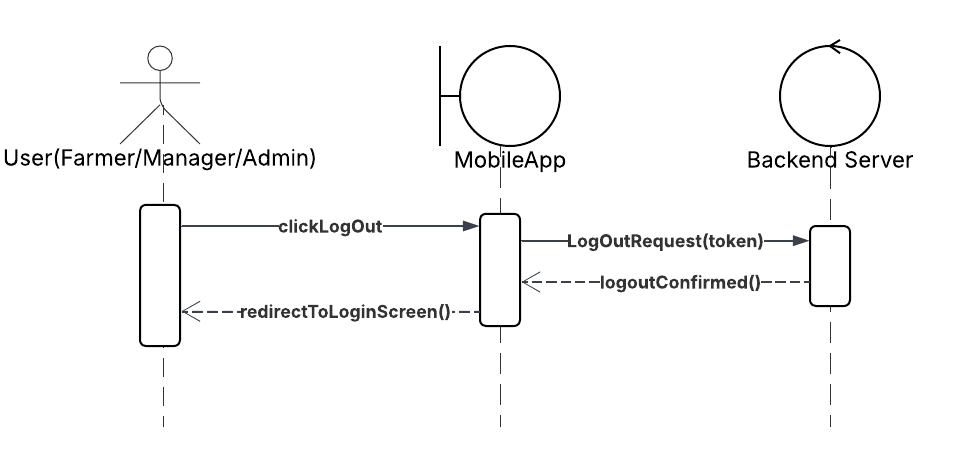 User(Farmer/Manager/Admin)
MobileApp
Backend Server
clickLogOut
LogOutRequest(token)
logoutConfirmed()
redirectToLoginScreen()